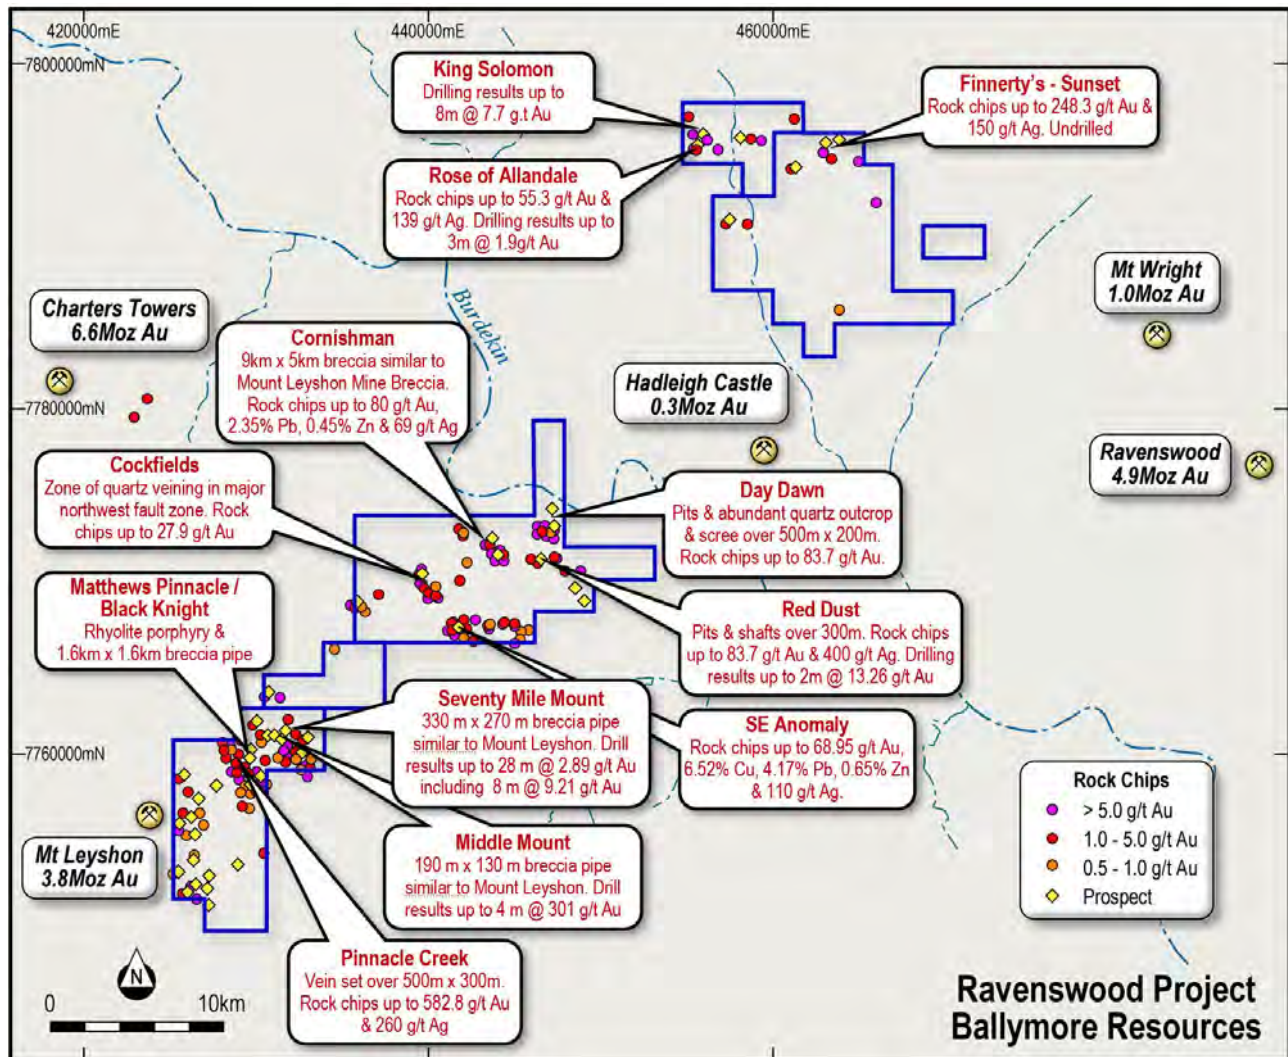 420000mE
440000mE
460000mE
7800000mN
King Solomon
Drilling results up to
8m @ 7.7 g.t Au
Finnerty's - Sunset
Rock chips up to 248.3 g/t Au &
150 g/t Ag. Undrilled
Rose of Allandale
Rock chips up to 55.3 g/t Au &
139 g/t Ag. Drilling results up to
3m @ 1.9g/t Au
Burdekin
Mt Wright
1.0Moz Au
Charters Towers
6.6Moz Au
Cornishman
9km x 5km breccia similar to
Mount Leyshon Mine Breccia.
Rock chips up to 80 g/t Au,
2.35% Pb, 0.45% Zn & 69 g/t Ag
Hadleigh Castle
0.3Moz Au
7780000mN
Ravenswood
4.9Moz Au
Cockfields
Zone of quartz veining in major
northwest fault zone. Rock
chips up to 27.9 g/t Au
Day Dawn
Pits & abundant quartz outcrop
& scree over 500m x 200m.
Rock chips up to 83.7 g/t Au.
Matthews Pinnacle /
Black Knight
Rhyolite porphyry &
1.6km x 1.6km breccia pipe
Red Dust
Pits & shafts over 300m. Rock chips
up to 83.7 g/t Au & 400 g/t Ag. Drilling
results up to 2m @ 13.26 g/t Au
Seventy Mile Mount
330 m x 270 m breccia pipe
similar to Mount Leyshon. Drill
results up to 28 m @ 2.89 g/t Au
including 8 m @ 9.21 g/t Au
SE Anomaly
Rock chips up to 68.95 g/t Au,
6.52% Cu, 4.17% Pb, 0.65% Zn
& 110 g/t Ag.
7760000mN
Mt Leyshon
3.8Moz Au
Middle Mount
190 m x 130 m breccia pipe
similar to Mount Leyshon. Drill
results up to 4 m @ 301 g/t Au
Rock Chips
> 5.0 g/t Au
1.0 - 5.0 g/t Au
0.5 - 1.0 g/t Au
Prospect
Pinnacle Creek
Vein set over 500m x 300m.
Rock chips up to 582.8 g/t Au
& 260 g/t Ag
N
0 10km
Ravenswood Project
Ballymore Resources